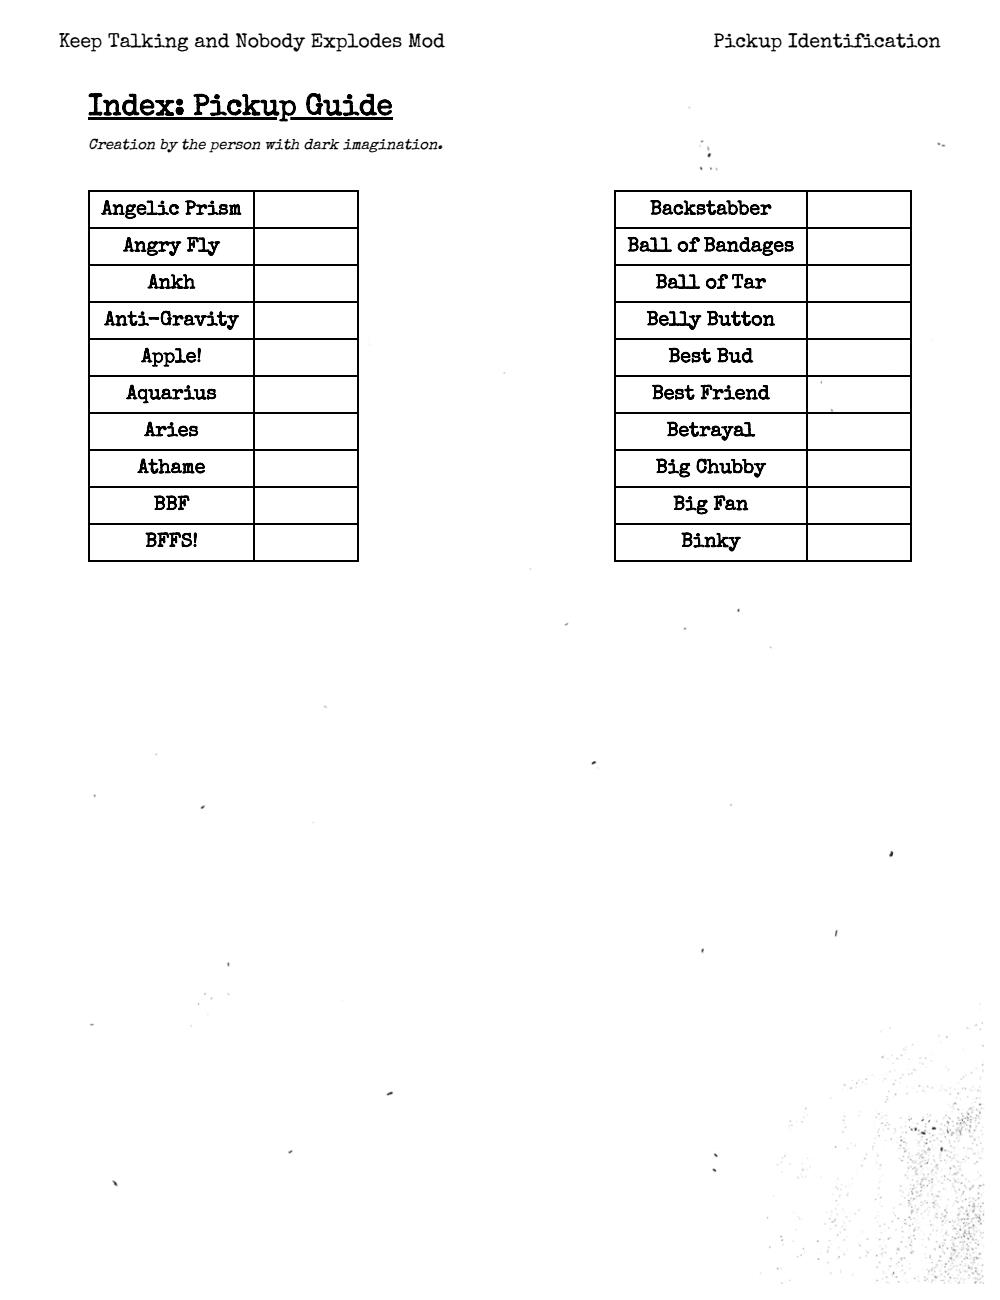 Keep Talking and Nobody Explodes Mod
Pickup Identification
Index: Pickup Guide
Creation by the person with dark imagination.
Angelic Prism
Angry Fly
Ankh
Anti-Gravity
Apple!
Aquarius
Aries
Athame
BBF
BFFS!
Backstabber
Ball of Bandages
Ball of Tar
Belly Button
Best Bud
Best Friend
Betrayal
Big Chubby
Big Fan
Binky